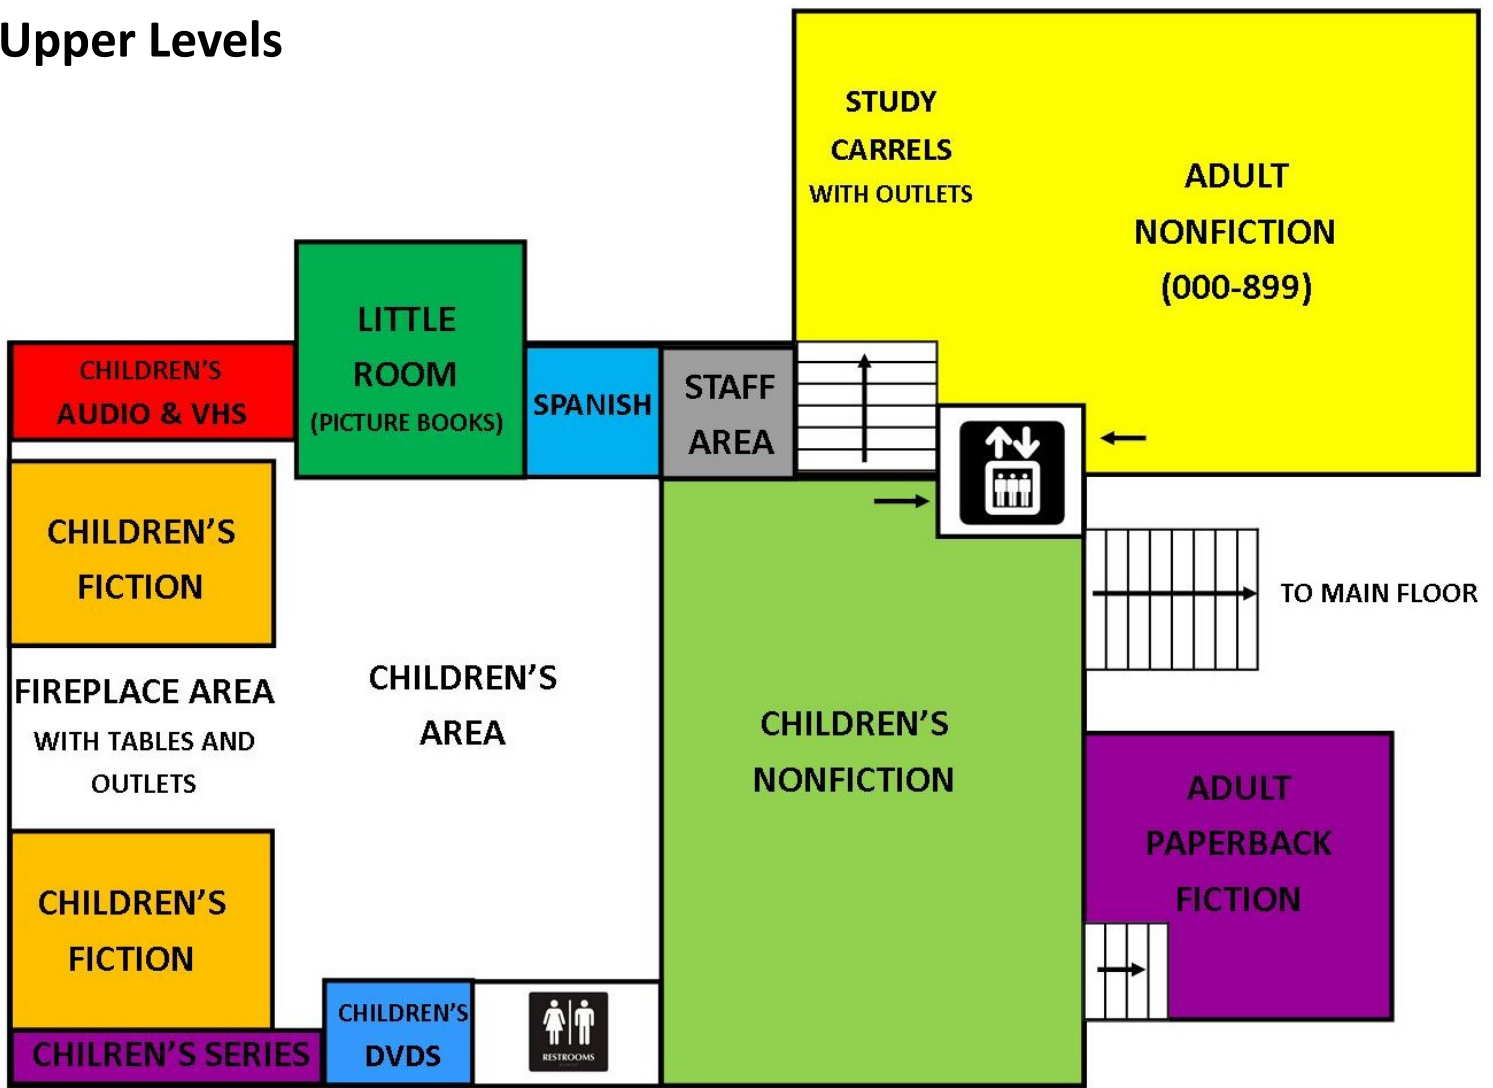 Upper Levels
STUDY
CARRELS
WITH OUTLETS
ADULT
NONFICTION
(000-899)
LITTLE
ROOM
(PICTURE BOOKS)
CHILDREN'S
AUDIO & VHS
SPANISH
STAFF
AREA
CHILDREN'S
FICTION
TO MAIN FLOOR
FIREPLACE AREA
WITH TABLES AND
OUTLETS
CHILDREN'S
AREA
CHILDREN'S
NONFICTION
ADULT
PAPERBACK
FICTION
CHILDREN'S
FICTION
CHILREN'S SERIES
CHILDREN'S
DVDS
RESTROOMS